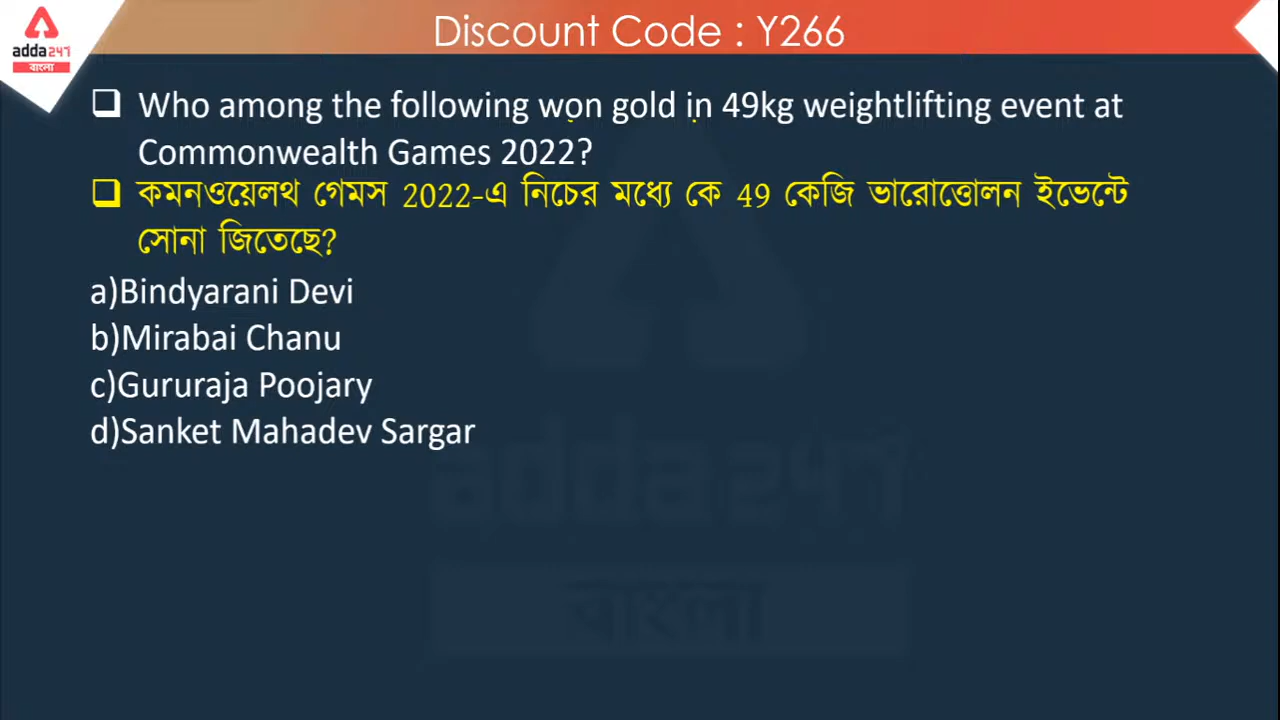 Discount Code : Y266
adda247
বাংলা
Who among the following won gold in 49kg weightlifting event at
Commonwealth Games 2022?
কমনওয়েলথ গেমস 2022-এ নিচের মধ্যে কে 49 কেজি ভারোত্তোলন ইভেন্টে
সোনা জিতেছে?
a)Bindyarani Devi
b)Mirabai Chanu
c)Gururaja Poojary
d)Sanket Mahadev Sargar
adda247
বাংলা